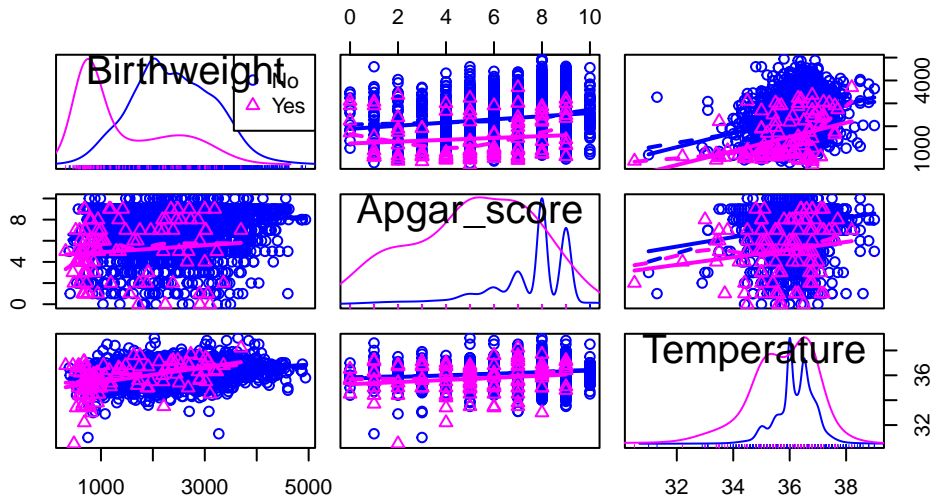 0 2 4 6 8 10
Birthweight
No
Yes
1000 4000
0 4 8
Apgar_score
Temperature
32 36
1000 3000 5000
32 34 36 38